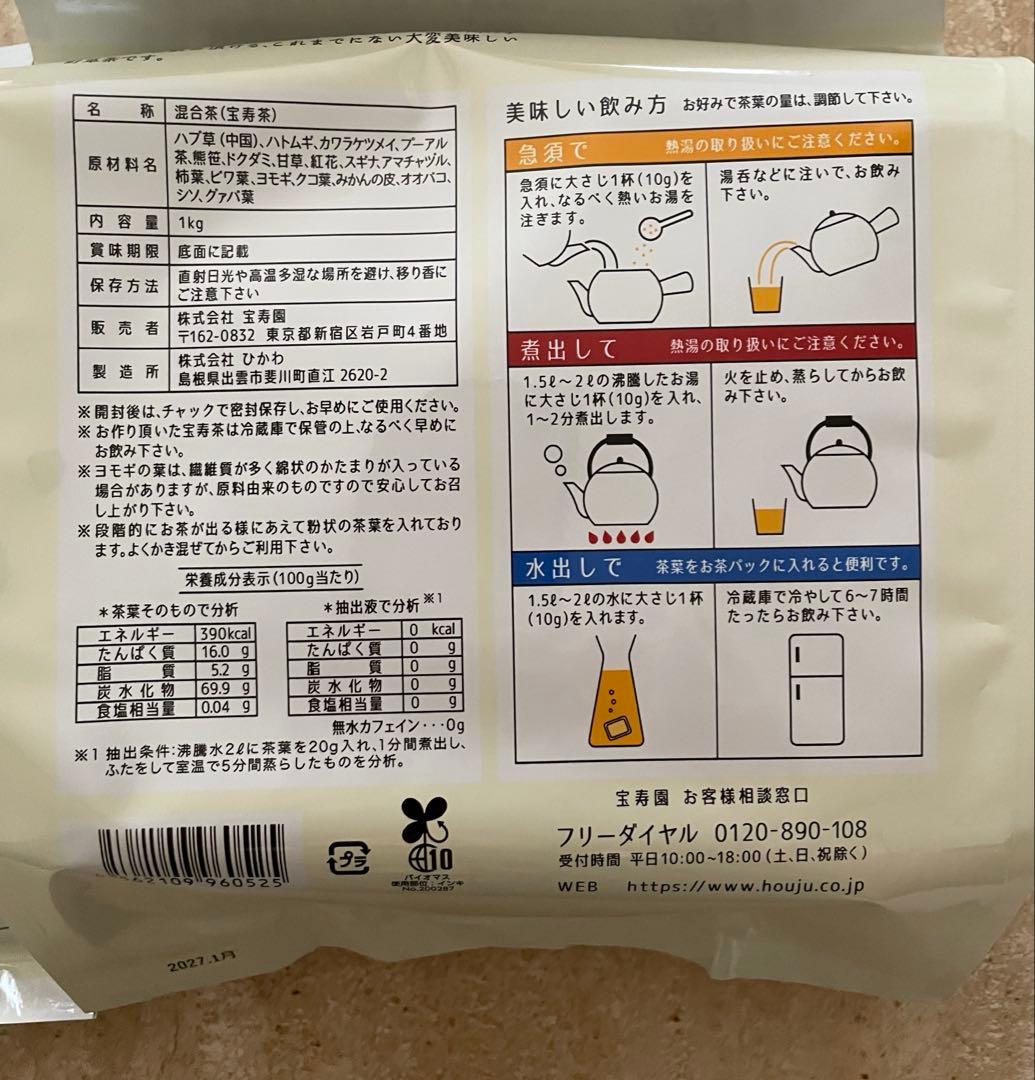 大変美味しい
です。
名称 混合茶(宝寿茶)
原材料名 ハブ草(中国)、ハトムギ、カワラケツメイ、プーアル
茶、熊笹、ドクダミ、甘草、紅花、スギナ、アマチャヅル、
柿葉、ビワ葉、ヨモギ、クコ葉、みかんの皮、オオバコ、
シソ、グァバ葉
内容量 1kg
賞味期限 底面に記載
保存方法 直射日光や高温多湿な場所を避け、移り香に
ご注意下さい
販売者 株式会社 宝寿園
〒162-0832 東京都新宿区岩戸町4番地
製造所 株式会社 ひかわ
島根県出雲市斐川町直江 2620-2
※開封後は、チャックで密封保存し、お早めにご使用ください。
※お作り頂いた宝寿茶は冷蔵庫で保管の上、なるべく早めに
お飲み下さい。
※ヨモギの葉は、繊維質が多く綿状のかたまりが入っている
場合がありますが、原料由来のものですので安心してお召
し上がり下さい。
※段階的にお茶が出る様にあえて粉状の茶葉を入れており
ます。よくかき混ぜてからご利用下さい。
栄養成分表示(100g当たり)
*茶葉そのもので分析
エネルギー 390kcal
たんぱく質 16.0 g
脂質 5.2 g
炭水化物 69.9 g
食塩相当量 0.04 g
*抽出液で分析※1
エネルギー 0 kcal
たんぱく質 0 g
脂質 0 g
炭水化物 0 g
食塩相当量 0 g
無水カフェイン・・・0g
※1 抽出条件:沸騰水2ℓに茶葉を20g入れ、1分間煮出し、
ふたをして室温で5分間蒸らしたものを分析。
美味しい飲み方 お好みで茶葉の量は、調節して下さい。
急須で 熱湯の取り扱いにご注意ください。
急須に大さじ1杯(10g)を
入れ、なるべく熱いお湯を
注ぎます。
湯呑などに注いで、お飲み
下さい。
煮出して 熱湯の取り扱いにご注意ください。
1.5ℓ～2ℓの沸騰したお湯
に大さじ1杯(10g)を入れ、
1～2分煮出します。
火を止め、蒸らしてからお飲
み下さい。
水出しで 茶葉をお茶パックに入れると便利です。
1.5ℓ～2ℓの水に大さじ1杯
(10g)を入れます。
冷蔵庫で冷やして6～7時間
たったらお飲み下さい。
宝寿園 お客様相談窓口
フリーダイヤル 0120-890-108
受付時間 平日10:00~18:00(土、日、祝除く)
WEB https://www.houju.co.jp
プラ
10
バイオマス
使用部位:インキ
No.200287
960525
2027.1月